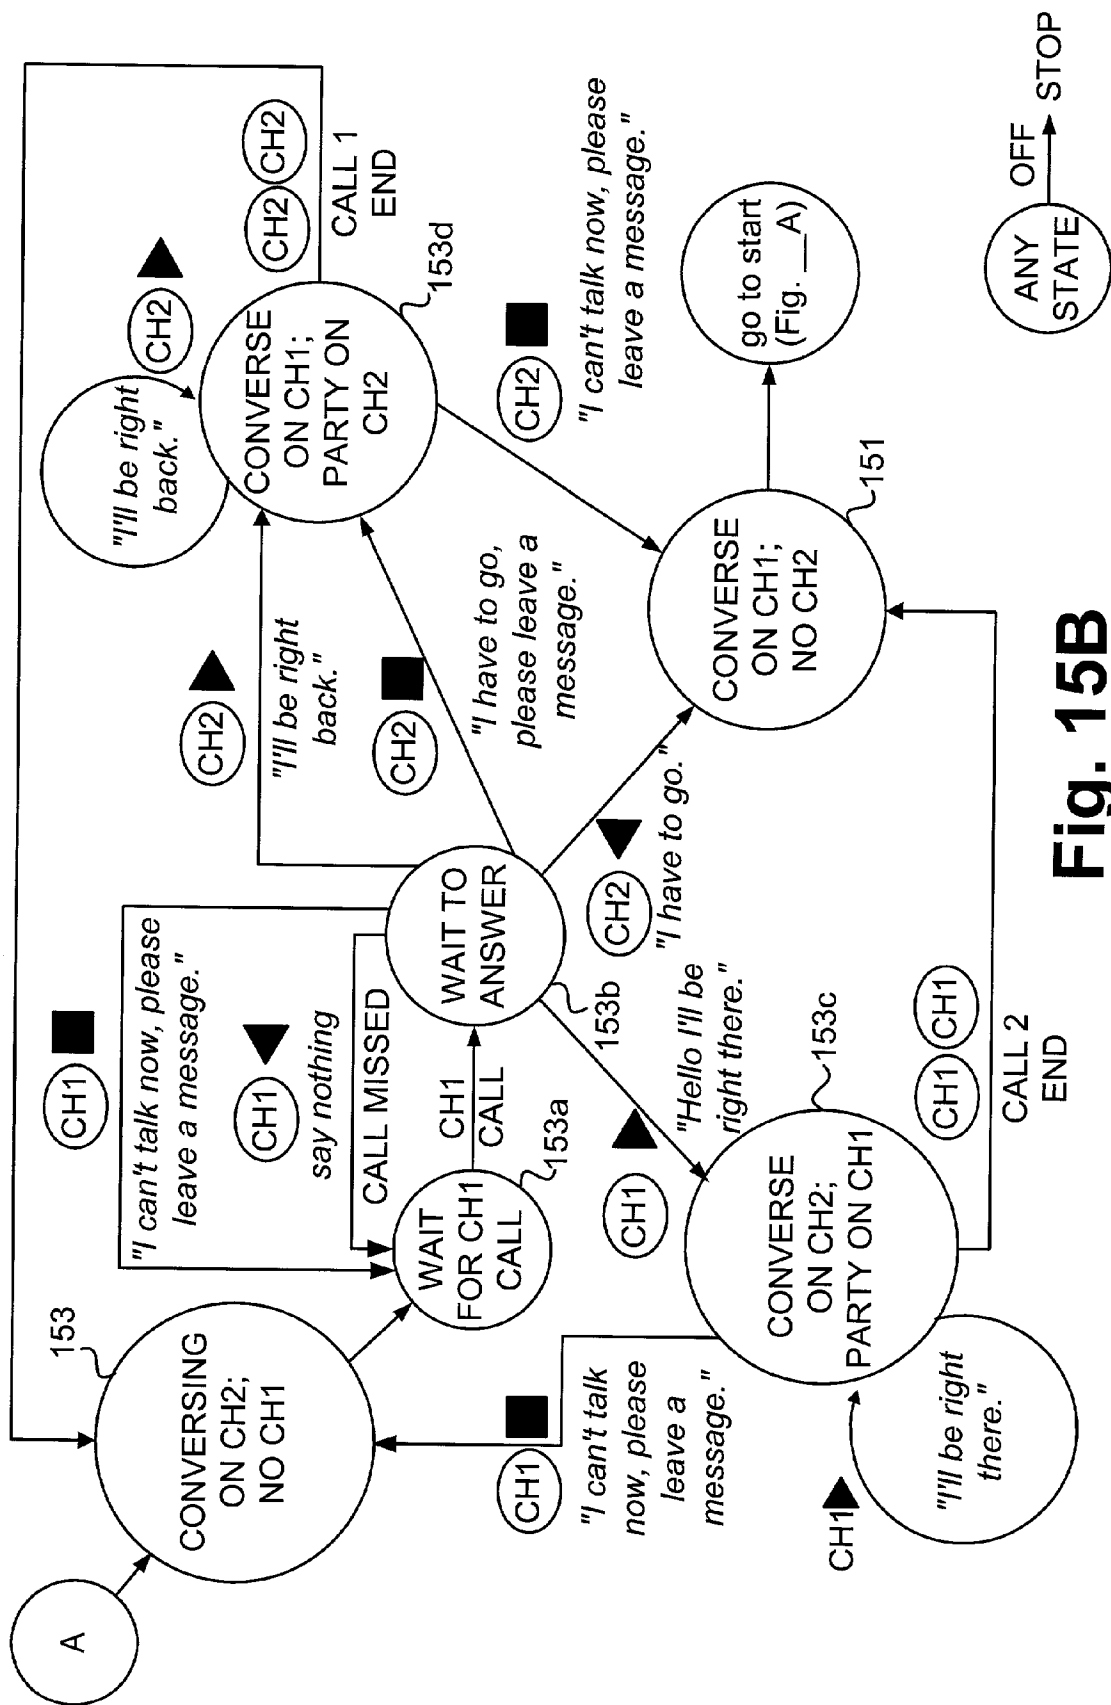 A
153
CONVERSING
ON CH2;
NO CH1
CH1
"I can't talk now, please
leave a message."
CH1
say nothing
CALL MISSED
WAIT
FOR CH1
CALL
153a
CH1
CALL
WAIT TO
ANSWER
153b
CH2
"I'll be right
back."
CH2
"I have to go,
please leave a
message."
"I'll be right
back."
CH2
CONVERSE
ON CH1;
PARTY ON
CH2
153d
CH2
CH2
CALL 1
END
CH2
"I can't talk now, please
leave a message."
CH1
"I can't talk
now, please
leave a
message."
CH1
"Hello I'll be
right there."
CH2
"I have to go."
CONVERSE
ON CH2;
PARTY ON CH1
153c
CH1
"I'll be right
there."
CH1
CH1
CALL 2
END
CONVERSE
ON CH1;
NO CH2
151
go to start
(Fig. __A)
ANY
STATE
OFF
STOP
Fig. 15B